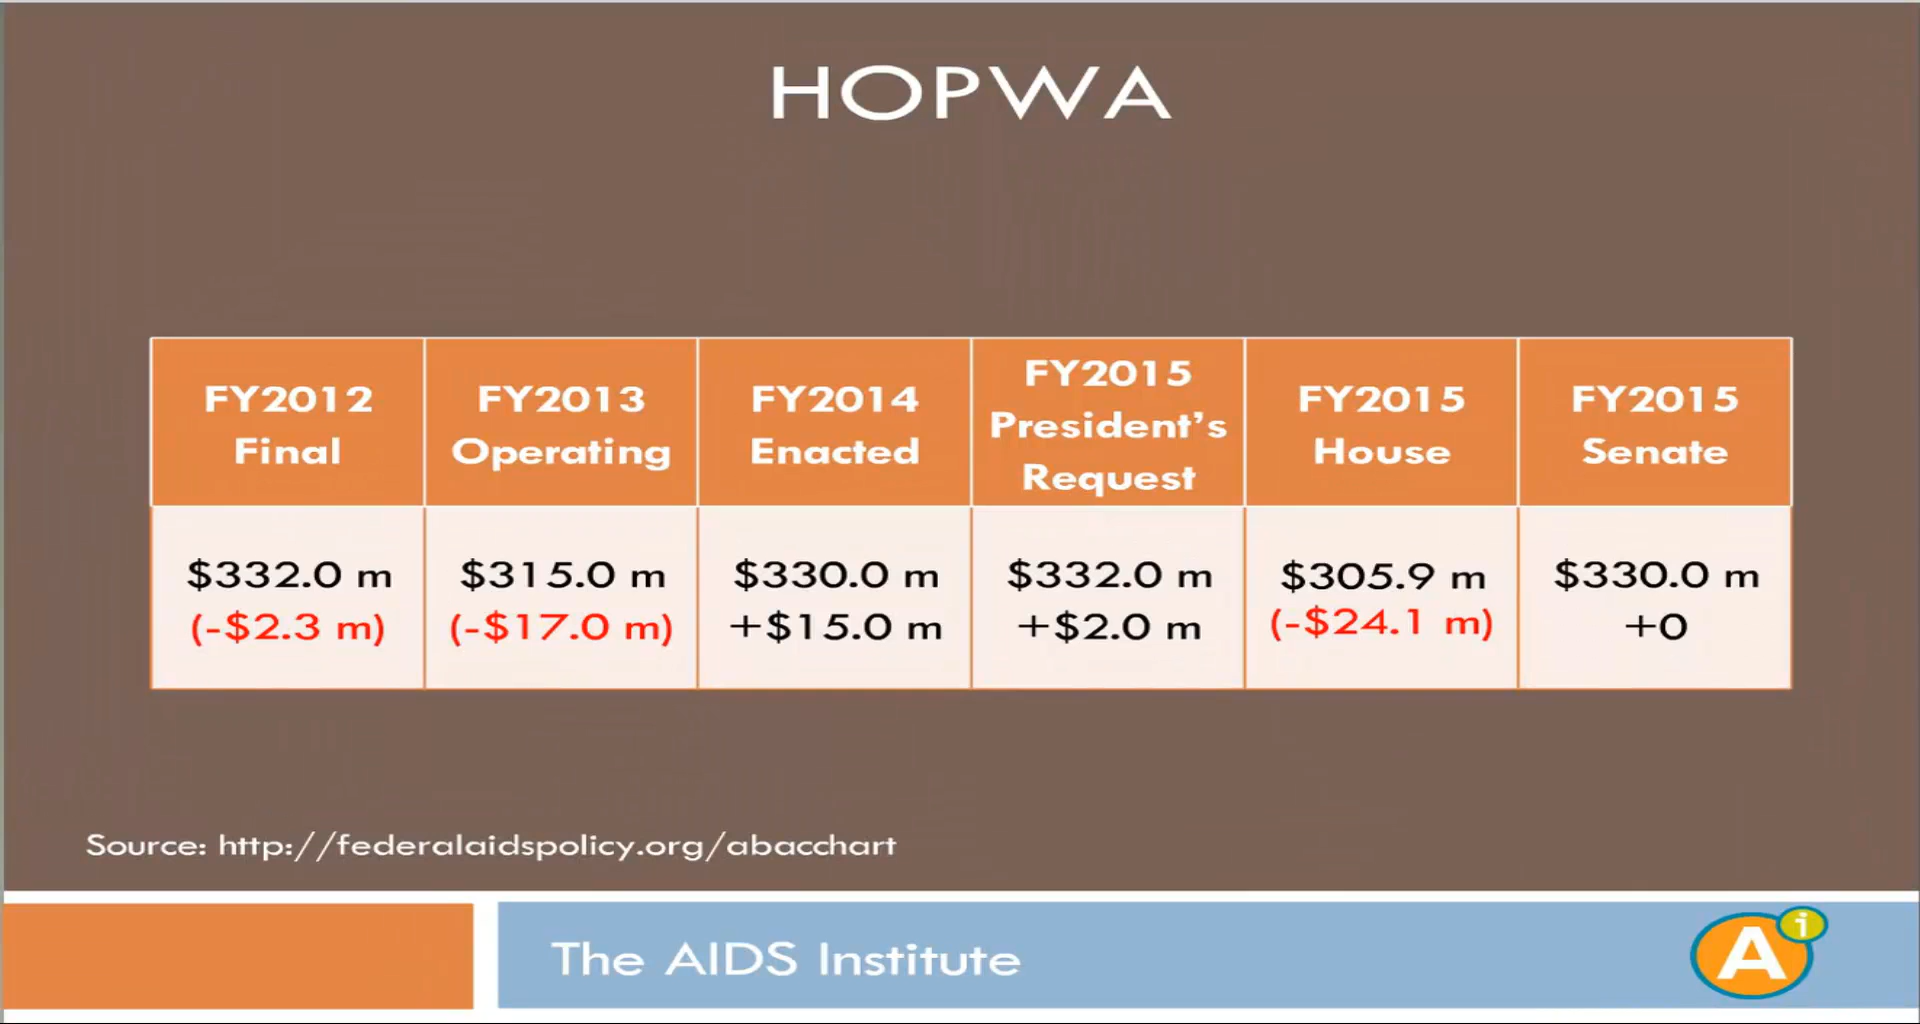 HOPWA
FY2012
Final
FY2013
Operating
FY2014
Enacted
FY2015
President's
Request
FY2015
House
FY2015
Senate
$332.0 m
(-$2.3 m)
$315.0 m
(-$17.0 m)
$330.0 m
+$15.0 m
$332.0 m
+$2.0 m
$305.9 m
(-$24.1 m)
$330.0 m
+0
Source: http://federalaidspolicy.org/abacchart
The AIDS Institute
A i